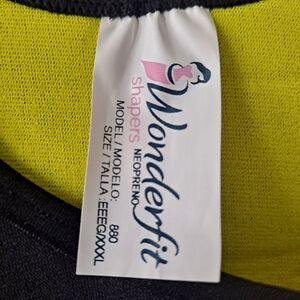 Wonderfit
shapers NEOPRENO
MODEL / MODELO: 880
SIZE / TALLA :EEEG/XXXL